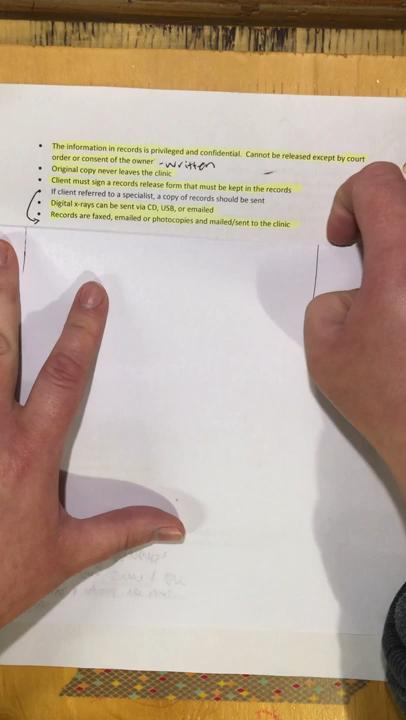 • The information in records is privileged and confidential. Cannot be released except by court
order or consent of the owner - written
• Original copy never leaves the clinic
• Client must sign a records release form that must be kept in the records
• If client referred to a specialist, a copy of records should be sent
• Digital x-rays can be sent via CD, USB, or emailed
• Records are faxed, emailed or photocopies and mailed/sent to the clinic